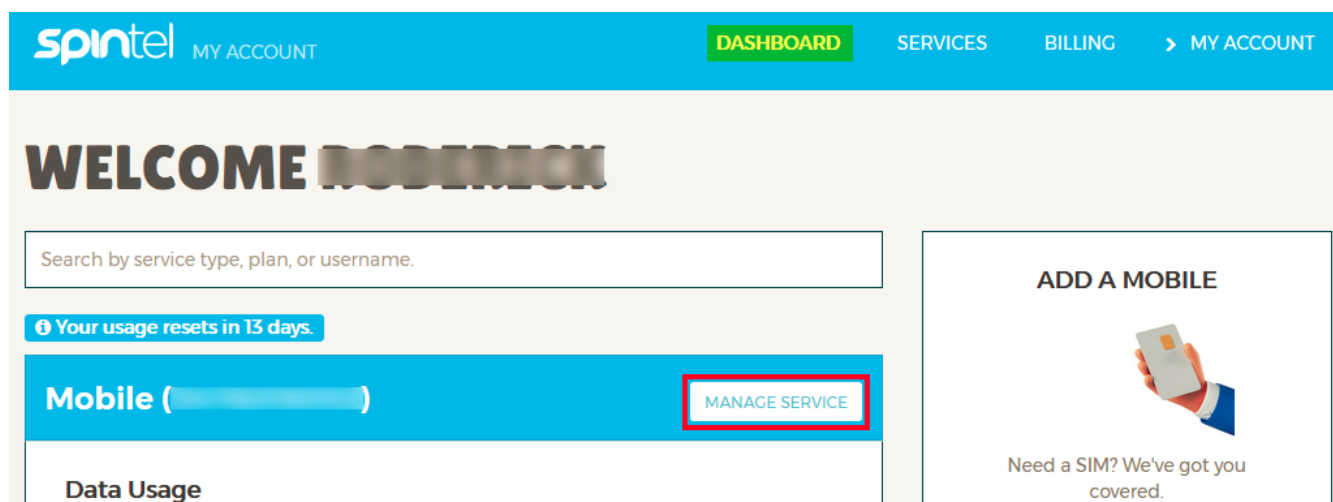 spintel MY ACCOUNT
DASHBOARD SERVICES BILLING > MY ACCOUNT
WELCOME
Search by service type, plan, or username.
Your usage resets in 13 days.
Mobile ( )
MANAGE SERVICE
Data Usage
ADD A MOBILE
Need a SIM? We've got you
covered.